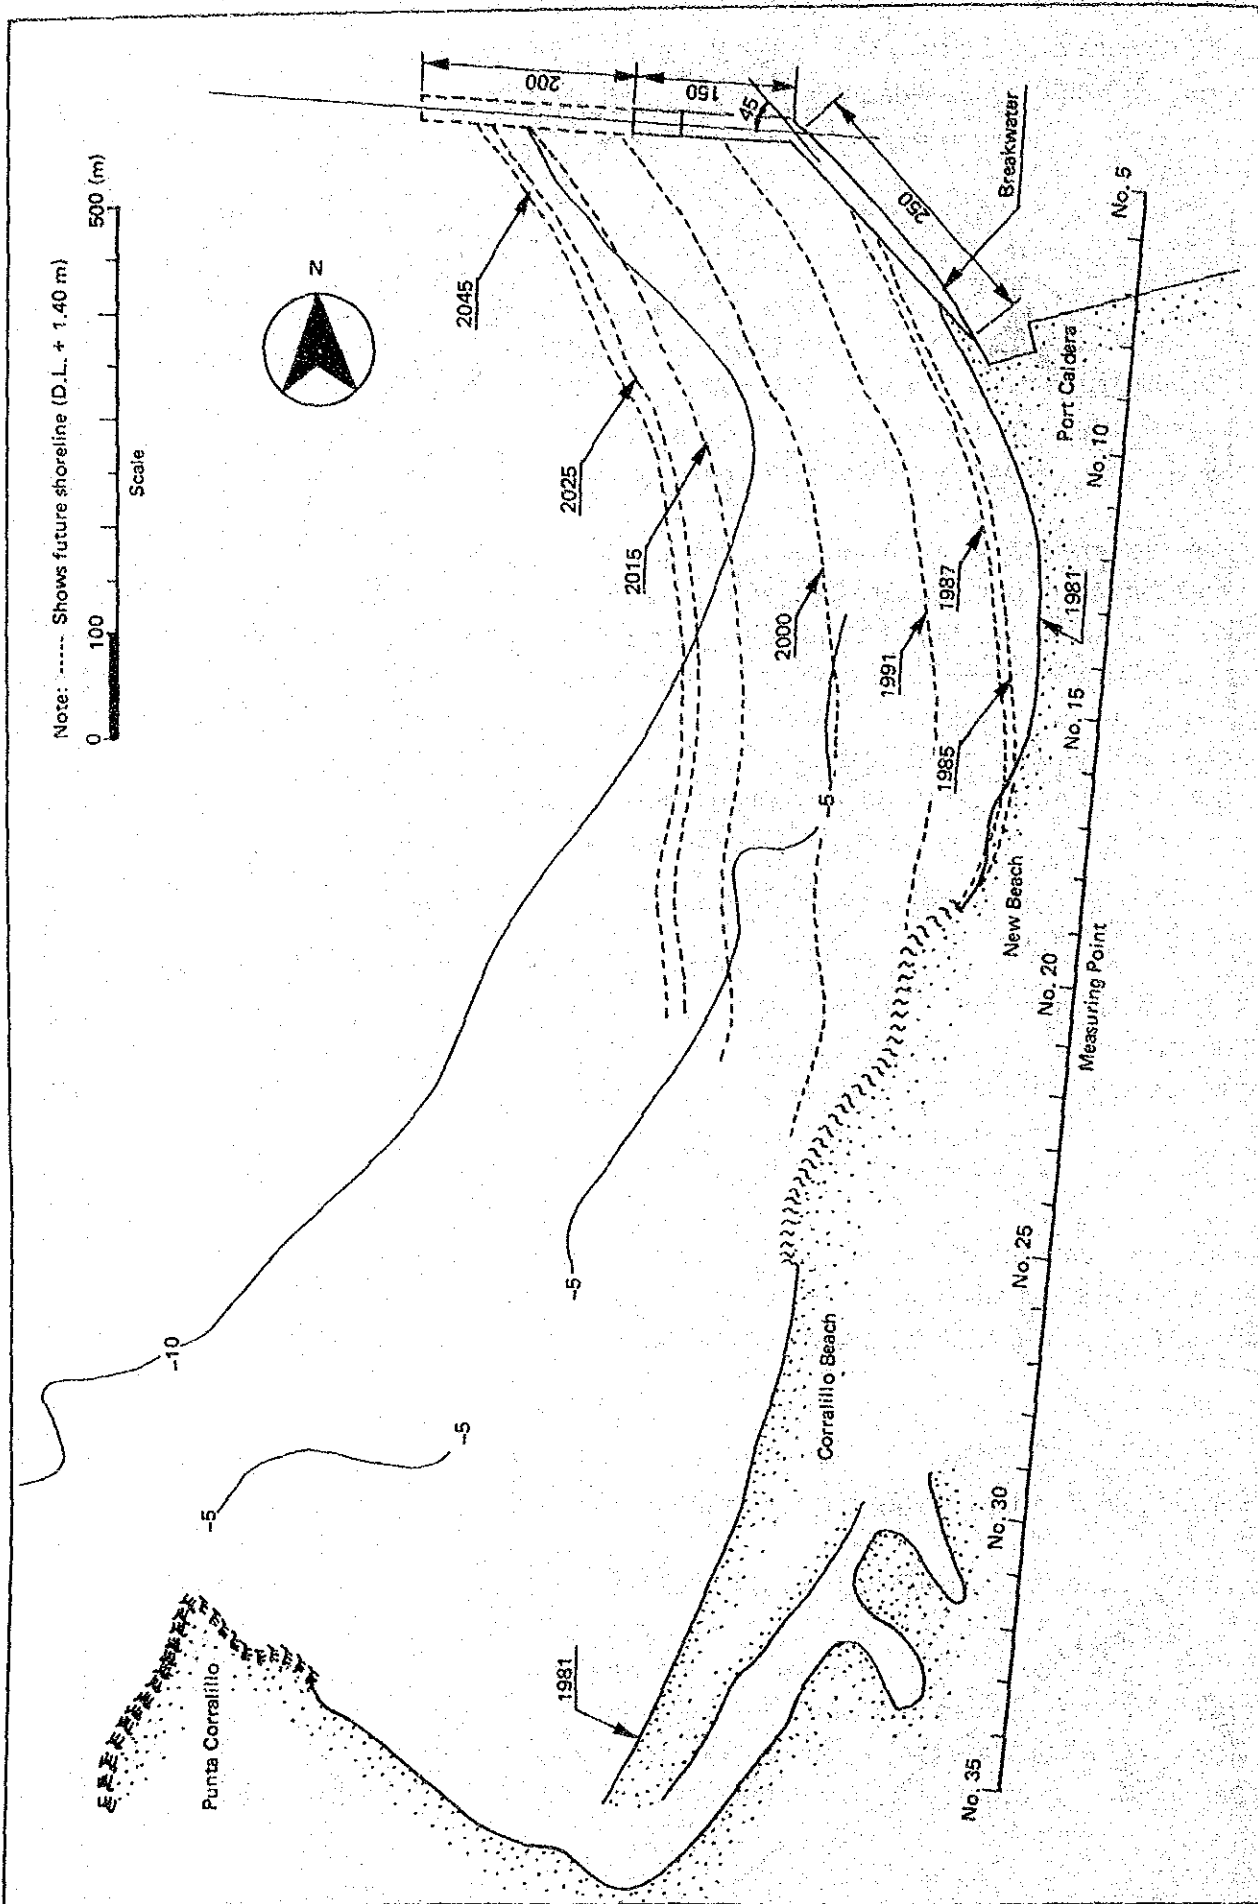 Note: ----- Shows future shoreline (D.L. + 1.40 m)
0
100
500 (m)
Scale
N
200
150
45
250
Breakwater
2045
2025
2015
2000
1991
1987
1985
1981
-10
-5
-5
-5
-5
1981
Punta Corralillo
Corralillo Beach
New Beach
Port Caldera
Measuring Point
No. 35
No. 30
No. 25
No. 20
No. 15
No. 10
No. 5